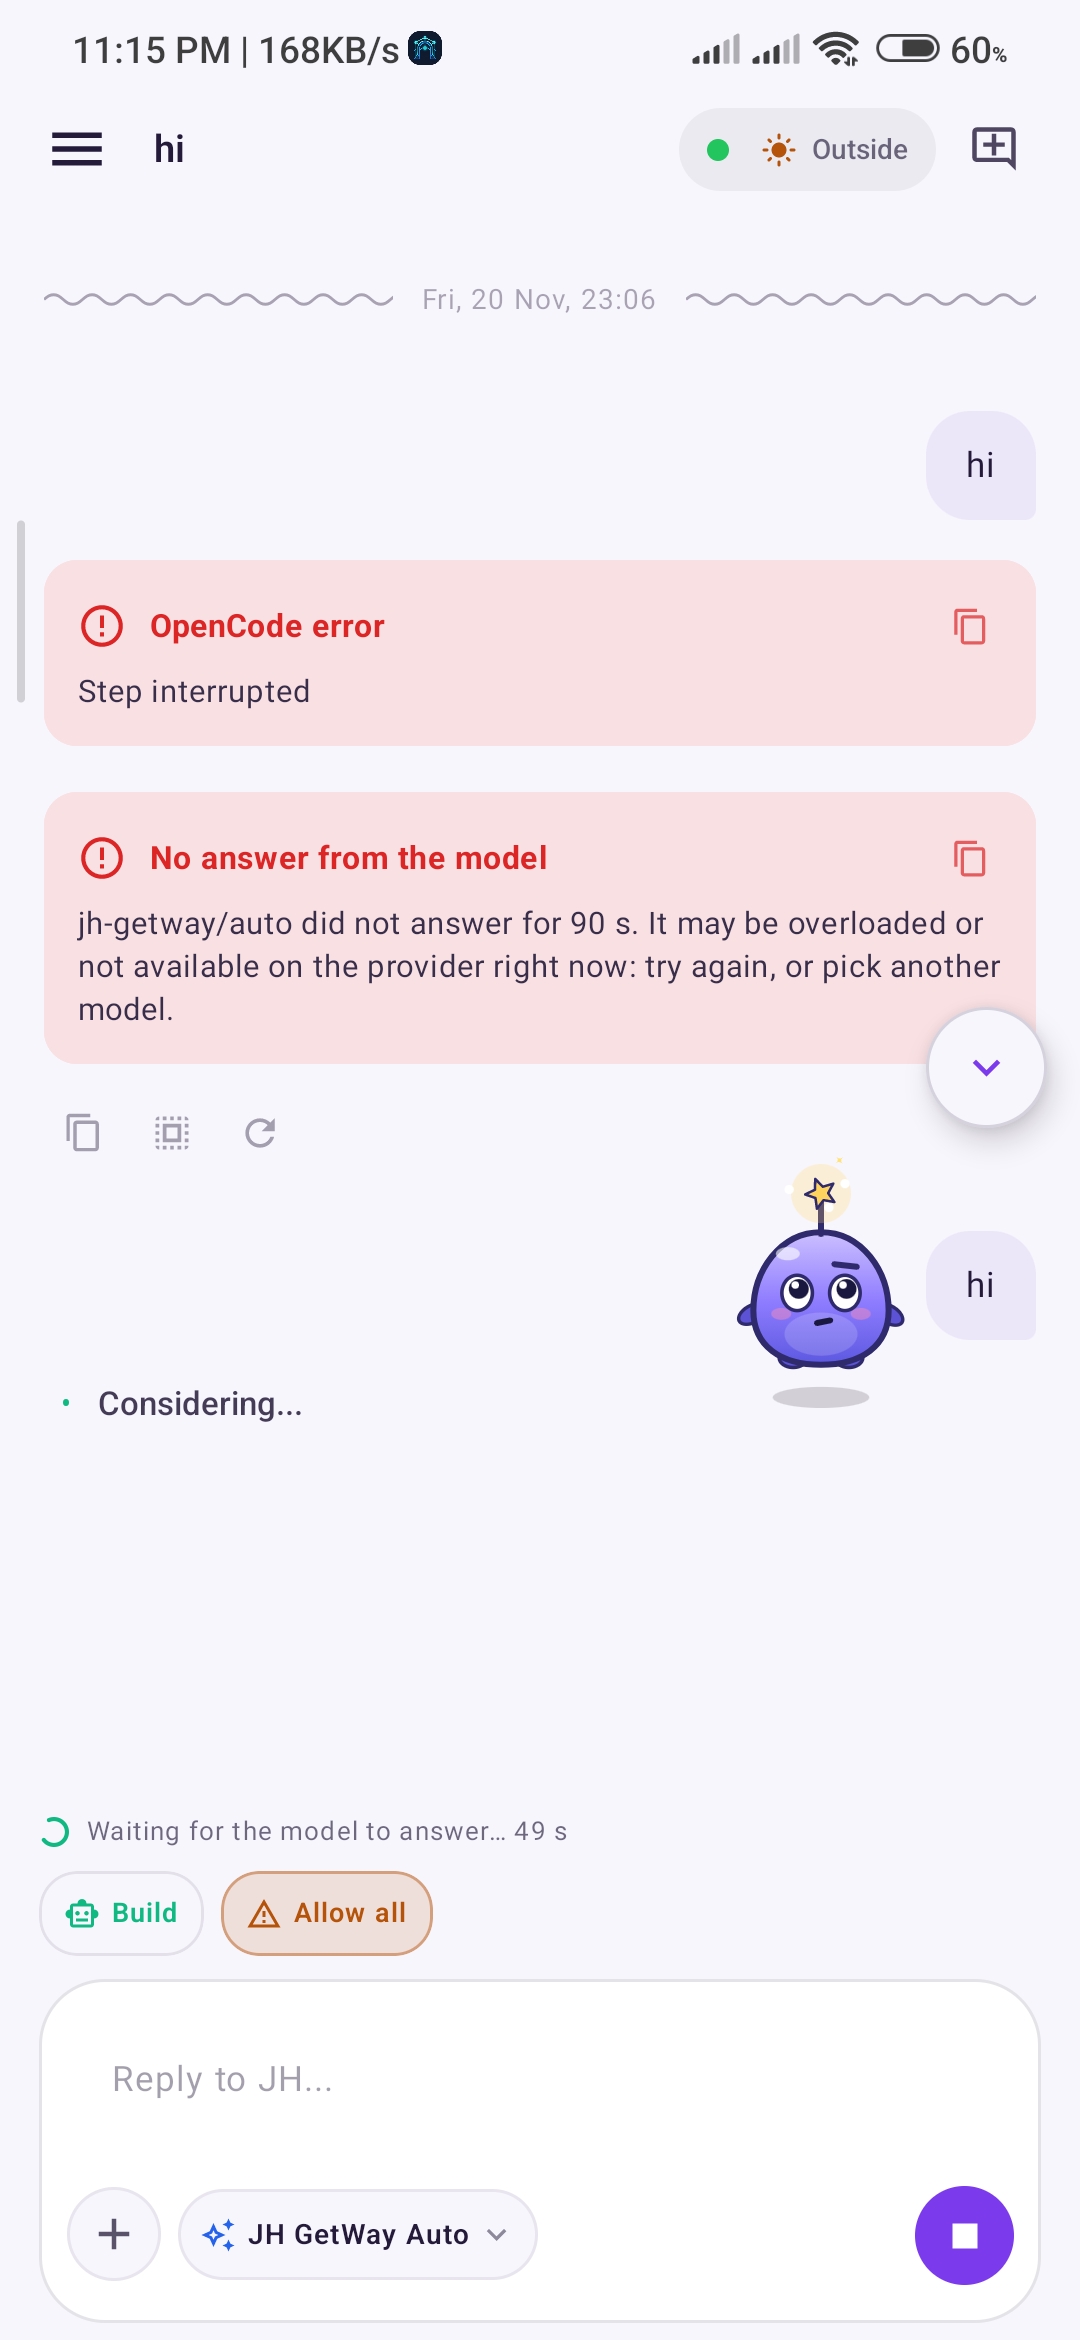 11:15 PM | 168KB/s
60%
hi
Outside
Fri, 20 Nov, 23:06
hi
OpenCode error
Step interrupted
No answer from the model
jh-getway/auto did not answer for 90 s. It may be overloaded or
not available on the provider right now: try again, or pick another
model.
hi
Considering...
Waiting for the model to answer... 49 s
Build
Allow all
Reply to JH...
JH GetWay Auto